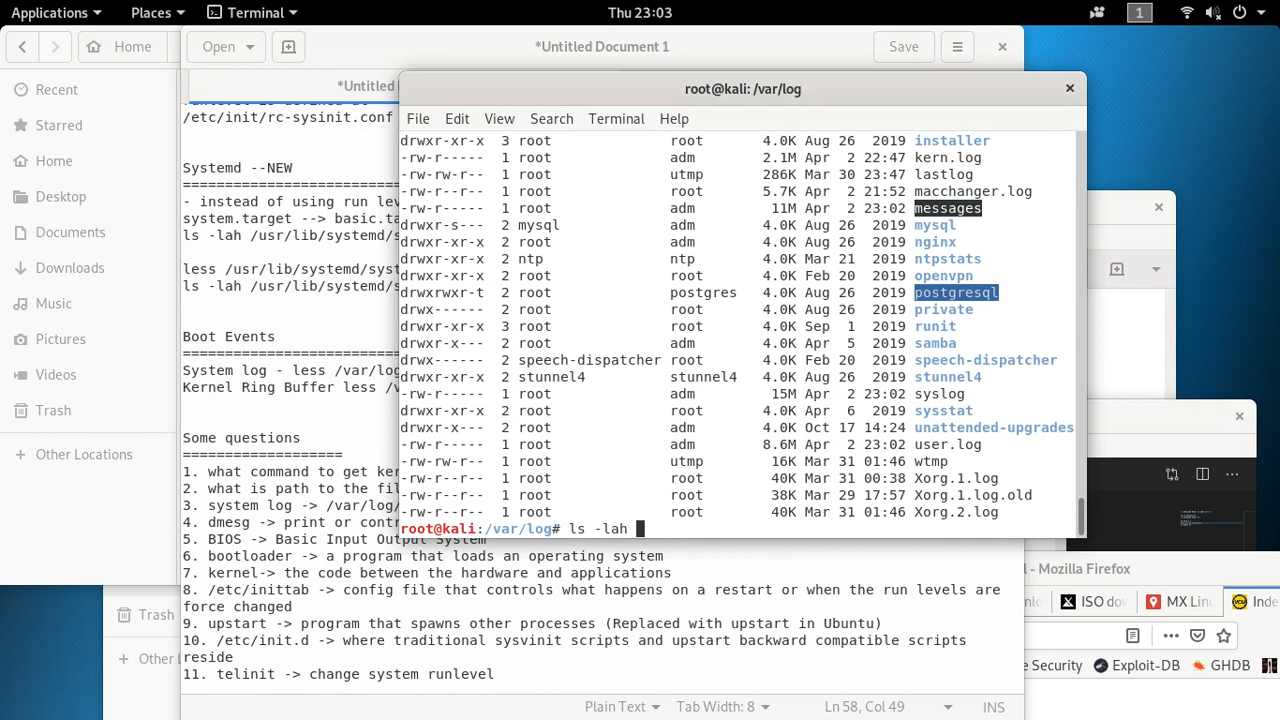 Applications Places Terminal Thu 23:03 1
Open *Untitled Document 1 Save
Home
Recent
Starred
Home
Desktop
Documents
Downloads
Music
Pictures
Videos
Trash
+ Other Locations
*Untitled
/etc/init/rc-sysinit.conf
Systemd --NEW
- instead of using run lev
system.target --> basic.ta
ls -lah /usr/lib/systemd/s
less /usr/lib/systemd/syst
ls -lah /usr/lib/systemd/s
Boot Events
System log - less /var/log
Kernel Ring Buffer less /v
Some questions
===================
1. what command to get ker
2. what is path to the fil
3. system log -> /var/log/
4. dmesg -> print or contr
5. BIOS -> Basic Input Output System
6. bootloader -> a program that loads an operating system
7. kernel-> the code between the hardware and applications
8. /etc/inittab -> config file that controls what happens on a restart or when the run levels are
force changed
9. upstart -> program that spawns other processes (Replaced with upstart in Ubuntu)
10. /etc/init.d -> where traditional sysvinit scripts and upstart backward compatible scripts
reside
11. telinit -> change system runlevel
Plain Text Tab Width: 8 Ln 58, Col 49 INS
root@kali: /var/log
File Edit View Search Terminal Help
drwxr-xr-x 3 root root 4.0K Aug 26 2019 installer
-rw-r----- 1 root adm 2.1M Apr 2 22:47 kern.log
-rw-rw-r-- 1 root utmp 286K Mar 30 23:47 lastlog
-rw-r--r-- 1 root root 5.7K Apr 2 21:52 macchanger.log
-rw-r----- 1 root adm 11M Apr 2 23:02 messages
drwxr-s--- 2 mysql adm 4.0K Aug 26 2019 mysql
drwxr-xr-x 2 root adm 4.0K Aug 26 2019 nginx
drwxr-xr-x 2 ntp ntp 4.0K Mar 21 2019 ntpstats
drwxr-xr-x 2 root root 4.0K Feb 20 2019 openvpn
drwxrwxr-t 2 root postgres 4.0K Aug 26 2019 postgresql
drwx------ 2 root root 4.0K Aug 26 2019 private
drwxr-xr-x 3 root root 4.0K Sep 1 2019 runit
drwxr-x--- 2 root adm 4.0K Apr 5 2019 samba
drwx------ 2 speech-dispatcher root 4.0K Feb 20 2019 speech-dispatcher
drwxr-xr-x 2 stunnel4 stunnel4 4.0K Aug 26 2019 stunnel4
-rw-r----- 1 root adm 15M Apr 2 23:02 syslog
drwxr-xr-x 2 root root 4.0K Apr 6 2019 sysstat
drwxr-x--- 2 root adm 4.0K Oct 17 14:24 unattended-upgrades
-rw-r----- 1 root adm 8.6M Apr 2 23:02 user.log
-rw-rw-r-- 1 root utmp 16K Mar 31 01:46 wtmp
-rw-r--r-- 1 root root 40K Mar 31 00:38 Xorg.1.log
-rw-r--r-- 1 root root 38K Mar 29 17:57 Xorg.1.log.old
-rw-r--r-- 1 root root 40K Mar 31 01:46 Xorg.2.log
root@kali:/var/log# ls -lah
- Mozilla Firefox
ISO dow MX Linu Inde
Security Exploit-DB GHDB
Trash
+ Other